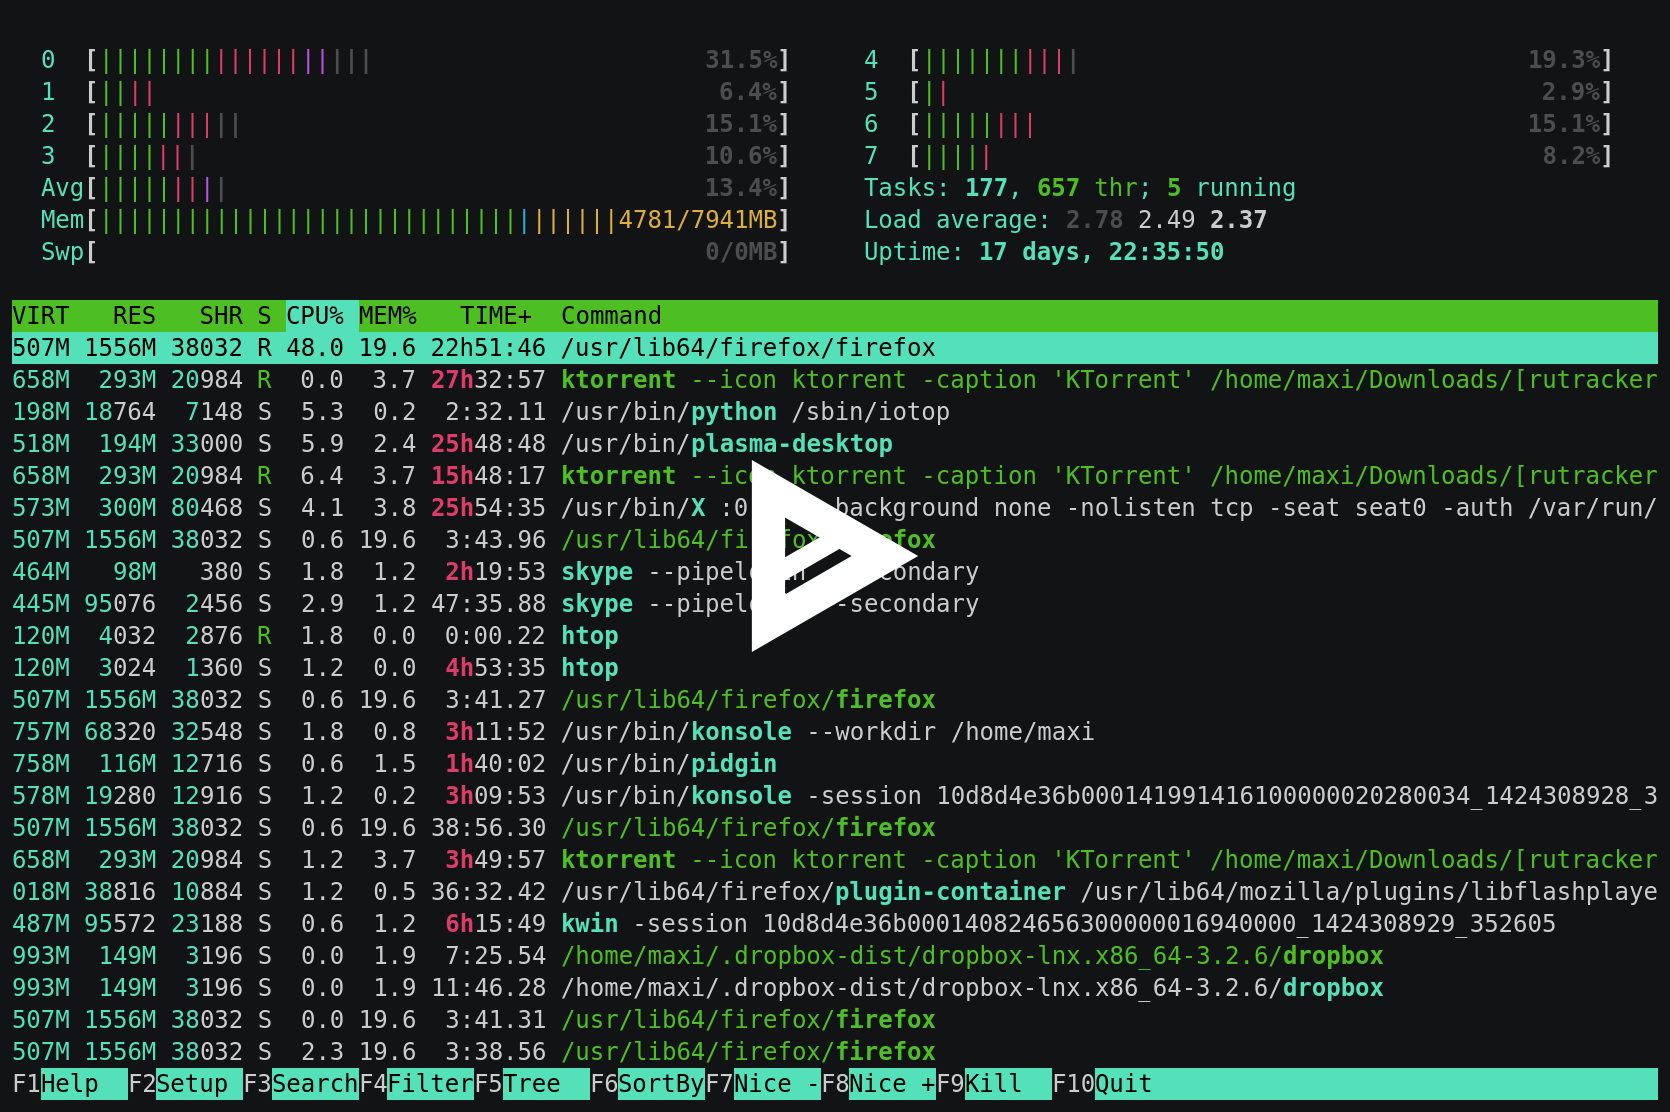 0 [||||||||||||||||||| 31.5%] 4 [||||||||||| 19.3%]
1 [|||| 6.4%] 5 [|| 2.9%]
2 [|||||||||| 15.1%] 6 [|||||||| 15.1%]
3 [||||||| 10.6%] 7 [||||| 8.2%]
Avg[||||||||| 13.4%] Tasks: 177, 657 thr; 5 running
Mem[||||||||||||||||||||||||||||||||||||4781/7941MB] Load average: 2.78 2.49 2.37
Swp[ 0/0MB] Uptime: 17 days, 22:35:50
VIRT RES SHR S CPU% MEM% TIME+ Command
507M 1556M 38032 R 48.0 19.6 22h51:46 /usr/lib64/firefox/firefox
658M 293M 20984 R 0.0 3.7 27h32:57 ktorrent --icon ktorrent -caption 'KTorrent' /home/maxi/Downloads/[rutracker
198M 18764 7148 S 5.3 0.2 2:32.11 /usr/bin/python /sbin/iotop
518M 194M 33000 S 5.9 2.4 25h48:48 /usr/bin/plasma-desktop
658M 293M 20984 R 6.4 3.7 15h48:17 ktorrent --icon ktorrent -caption 'KTorrent' /home/maxi/Downloads/[rutracker
573M 300M 80468 S 4.1 3.8 25h54:35 /usr/bin/X :0 background none -nolisten tcp -seat seat0 -auth /var/run/
507M 1556M 38032 S 0.6 19.6 3:43.96 /usr/lib64/firefox/firefox
464M 98M 380 S 1.8 1.2 2h19:53 skype --pipelogin --secondary
445M 95076 2456 S 2.9 1.2 47:35.88 skype --pipelogin --secondary
120M 4032 2876 R 1.8 0.0 0:00.22 htop
120M 3024 1360 S 1.2 0.0 4h53:35 htop
507M 1556M 38032 S 0.6 19.6 3:41.27 /usr/lib64/firefox/firefox
757M 68320 32548 S 1.8 0.8 3h11:52 /usr/bin/konsole --workdir /home/maxi
758M 116M 12716 S 0.6 1.5 1h40:02 /usr/bin/pidgin
578M 19280 12916 S 1.2 0.2 3h09:53 /usr/bin/konsole -session 10d8d4e36b000141991416100000020280034_1424308928_3
507M 1556M 38032 S 0.6 19.6 38:56.30 /usr/lib64/firefox/firefox
658M 293M 20984 S 1.2 3.7 3h49:57 ktorrent --icon ktorrent -caption 'KTorrent' /home/maxi/Downloads/[rutracker
018M 38816 10884 S 1.2 0.5 36:32.42 /usr/lib64/firefox/plugin-container /usr/lib64/mozilla/plugins/libflashplaye
487M 95572 23188 S 0.6 1.2 6h15:49 kwin -session 10d8d4e36b000140824656300000016940000_1424308929_352605
993M 149M 3196 S 0.0 1.9 7:25.54 /home/maxi/.dropbox-dist/dropbox-lnx.x86_64-3.2.6/dropbox
993M 149M 3196 S 0.0 1.9 11:46.28 /home/maxi/.dropbox-dist/dropbox-lnx.x86_64-3.2.6/dropbox
507M 1556M 38032 S 0.0 19.6 3:41.31 /usr/lib64/firefox/firefox
507M 1556M 38032 S 2.3 19.6 3:38.56 /usr/lib64/firefox/firefox
F1Help F2Setup F3SearchF4FilterF5Tree F6SortByF7Nice -F8Nice +F9Kill F10Quit